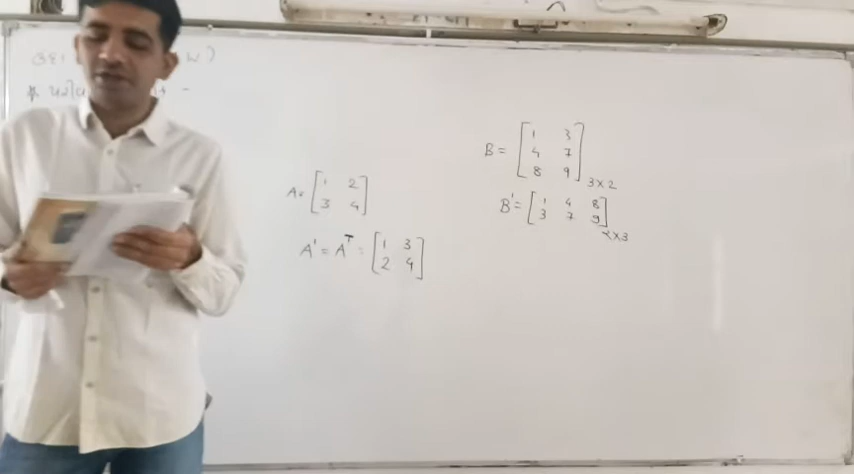 A = [1 2
3 4]
A' = Aᵀ = [1 3
2 4]
B = [1 3
4 7
8 9] 3×2
B' = [1 4 8
3 7 9] 2×3